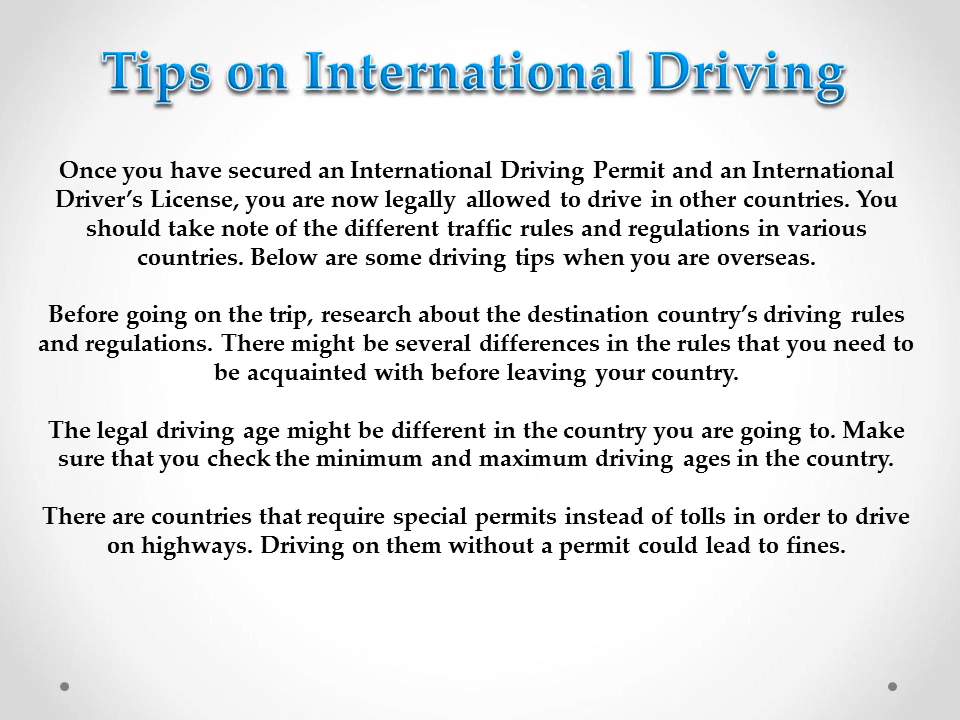 Tips on International Driving
Once you have secured an International Driving Permit and an International
Driver's License, you are now legally allowed to drive in other countries. You
should take note of the different traffic rules and regulations in various
countries. Below are some driving tips when you are overseas.
Before going on the trip, research about the destination country's driving rules
and regulations. There might be several differences in the rules that you need to
be acquainted with before leaving your country.
The legal driving age might be different in the country you are going to. Make
sure that you check the minimum and maximum driving ages in the country.
There are countries that require special permits instead of tolls in order to drive
on highways. Driving on them without a permit could lead to fines.